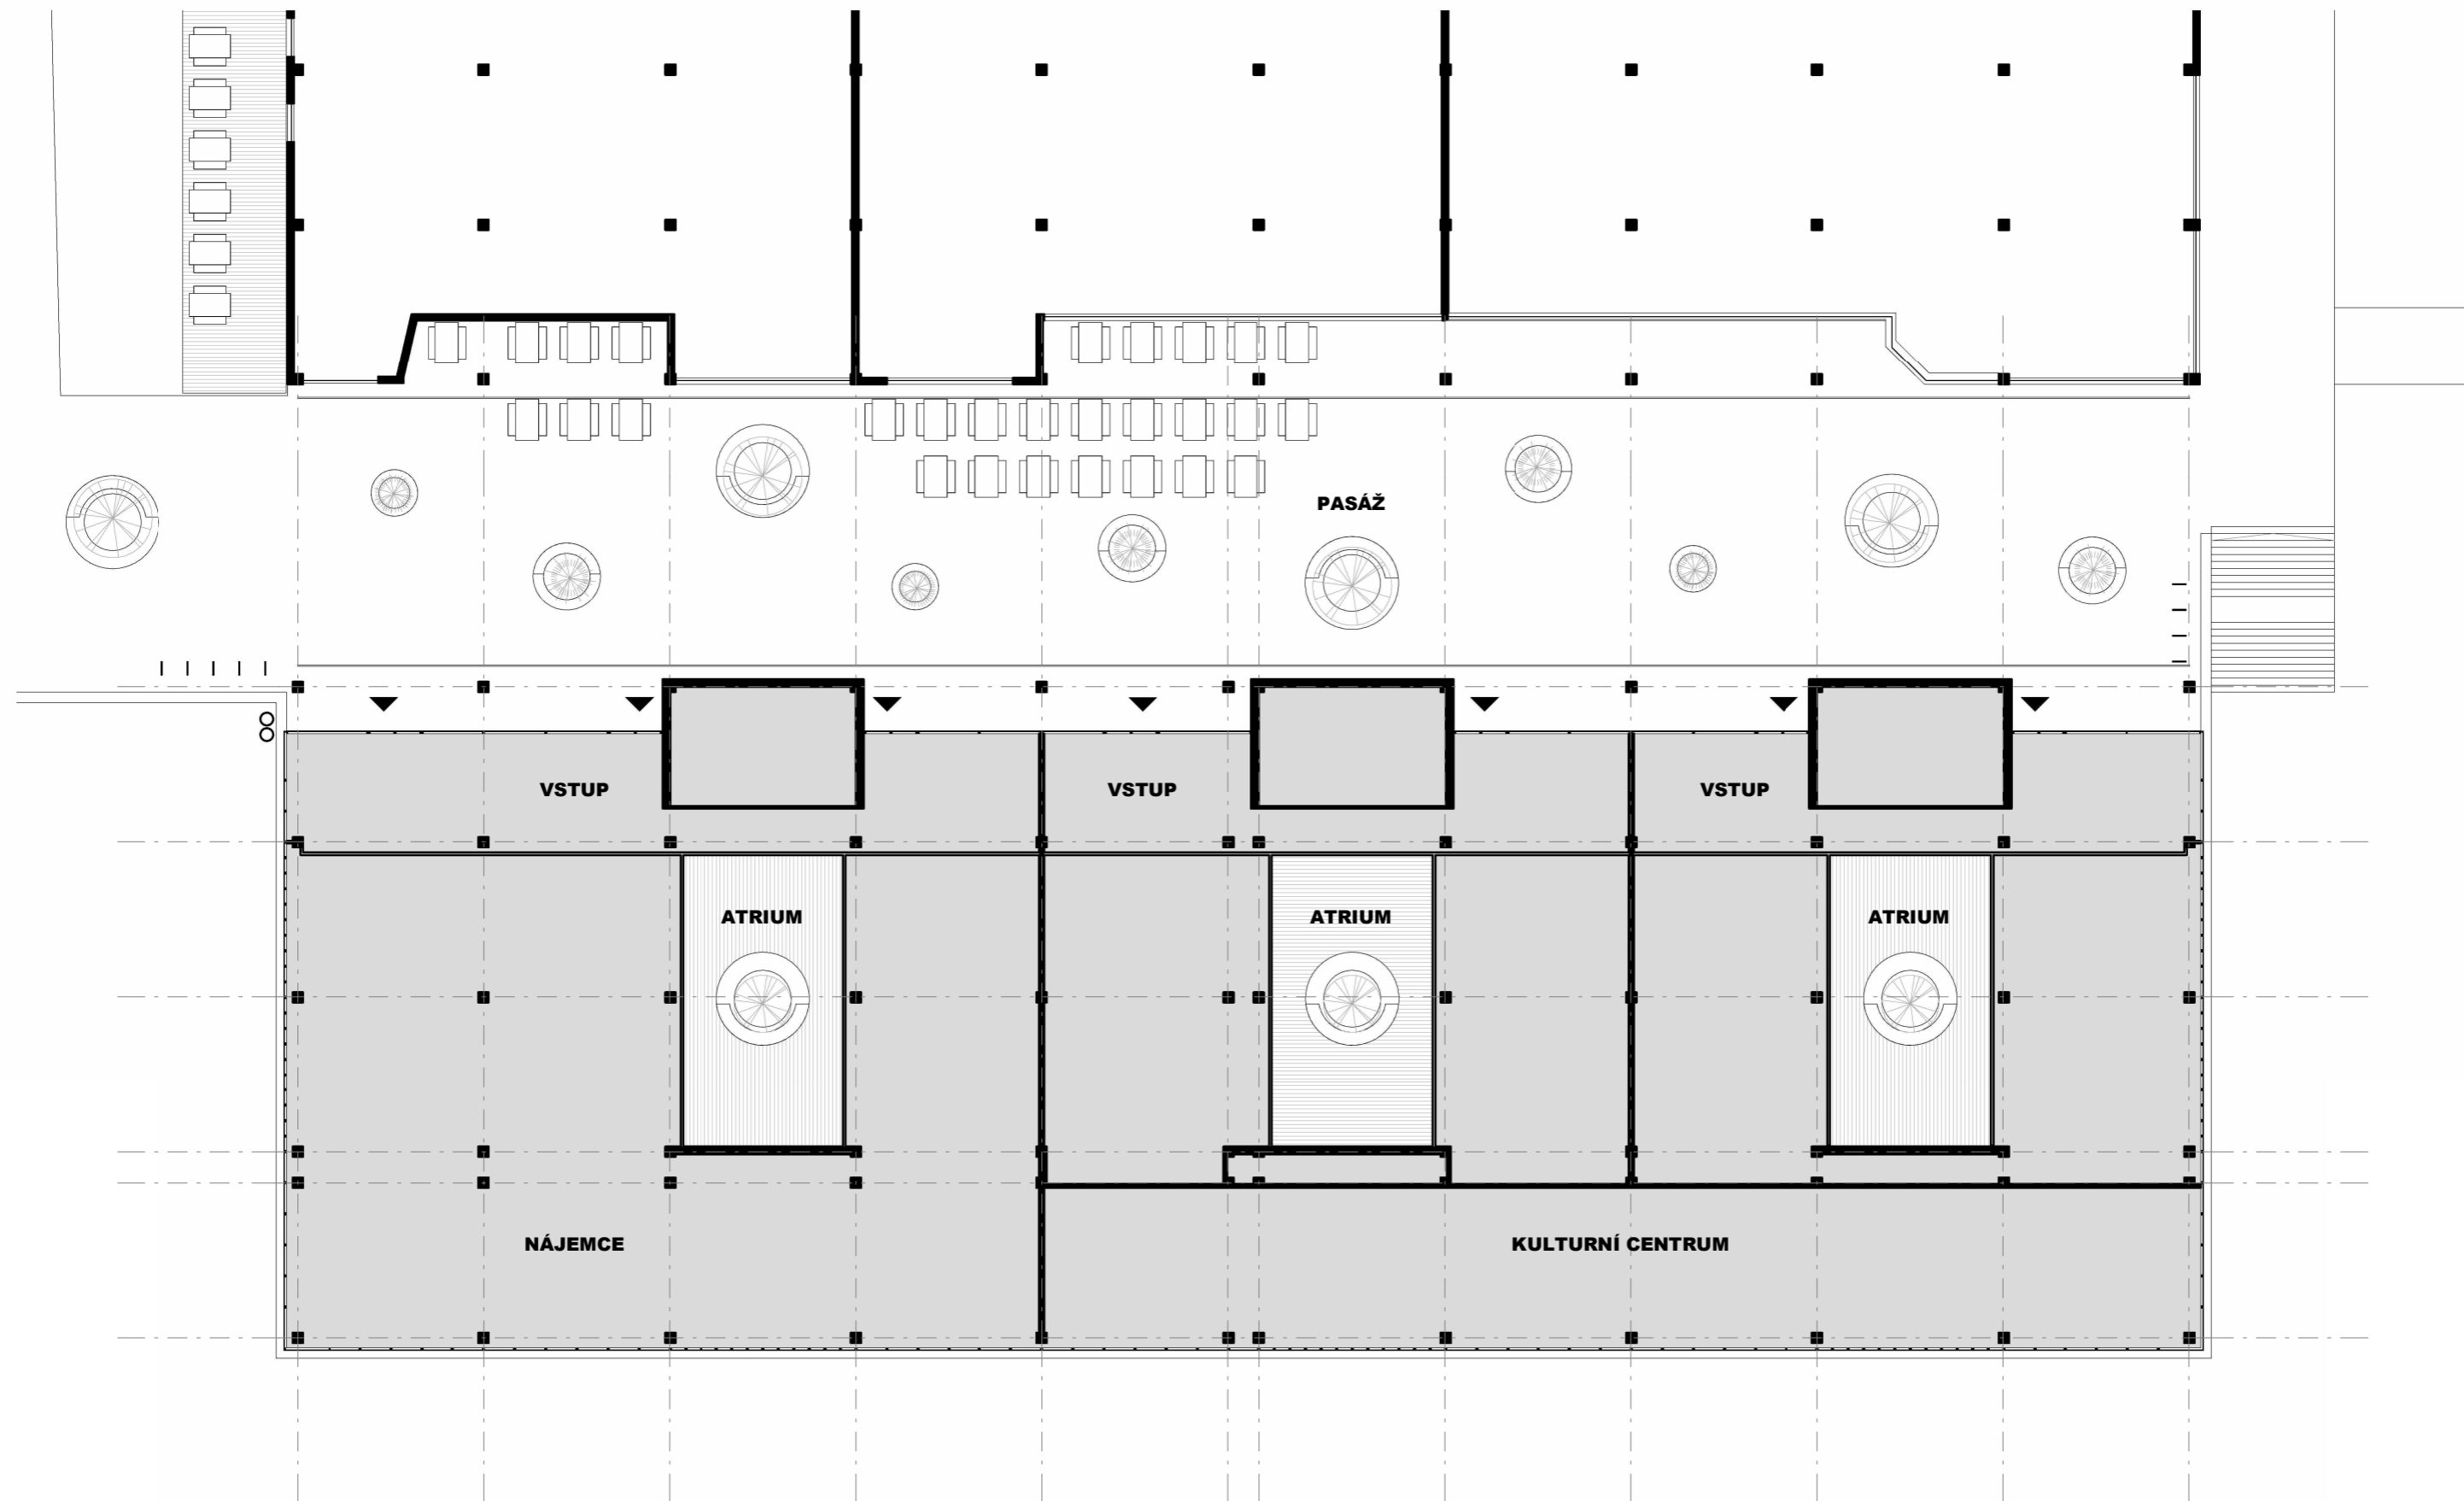 PASÁŽ
VSTUP
VSTUP
VSTUP
ATRIUM
ATRIUM
ATRIUM
NÁJEMCE
KULTURNÍ CENTRUM